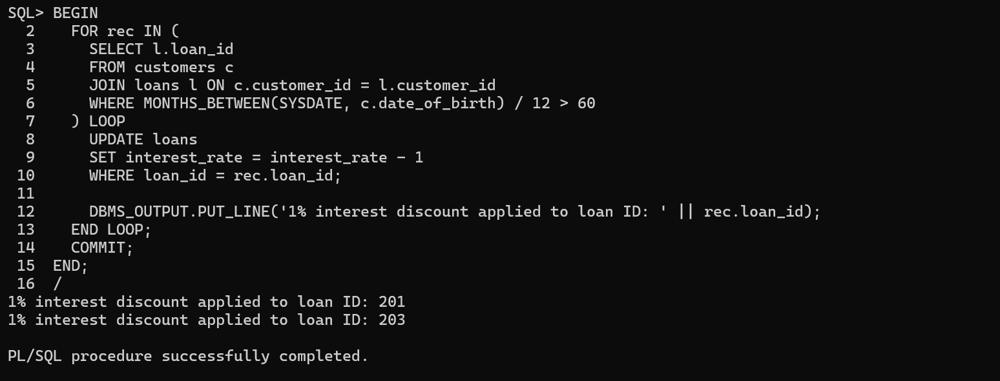 SQL> BEGIN
  2    FOR rec IN (
  3      SELECT l.loan_id
  4      FROM customers c
  5      JOIN loans l ON c.customer_id = l.customer_id
  6      WHERE MONTHS_BETWEEN(SYSDATE, c.date_of_birth) / 12 > 60
  7    ) LOOP
  8      UPDATE loans
  9      SET interest_rate = interest_rate - 1
 10      WHERE loan_id = rec.loan_id;
 11
 12      DBMS_OUTPUT.PUT_LINE('1% interest discount applied to loan ID: ' || rec.loan_id);
 13    END LOOP;
 14    COMMIT;
 15  END;
 16  /
1% interest discount applied to loan ID: 201
1% interest discount applied to loan ID: 203

PL/SQL procedure successfully completed.